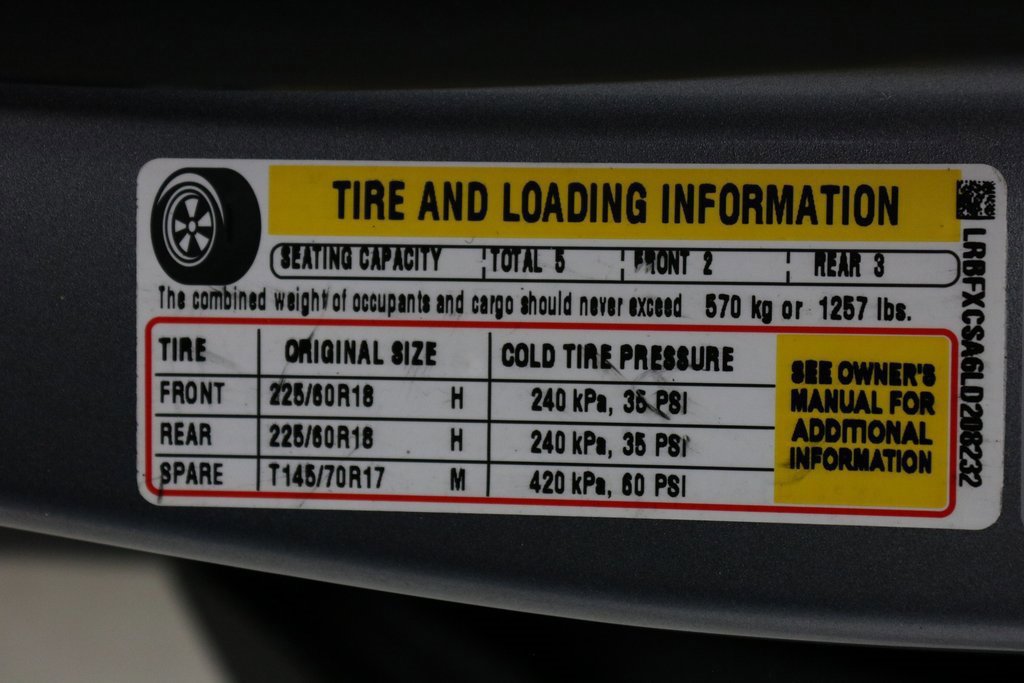 TIRE AND LOADING INFORMATION
SEATING CAPACITY TOTAL 5 FRONT 2 REAR 3
The combined weight of occupants and cargo should never exceed 570 kg or 1257 lbs.
TIRE ORIGINAL SIZE COLD TIRE PRESSURE
FRONT 225/60R18 H 240 kPa, 35 PSI
REAR 225/60R18 H 240 kPa, 35 PSI
SPARE T145/70R17 M 420 kPa, 60 PSI
SEE OWNER'S
MANUAL FOR
ADDITIONAL
INFORMATION
LRBFXCSA6LD208232